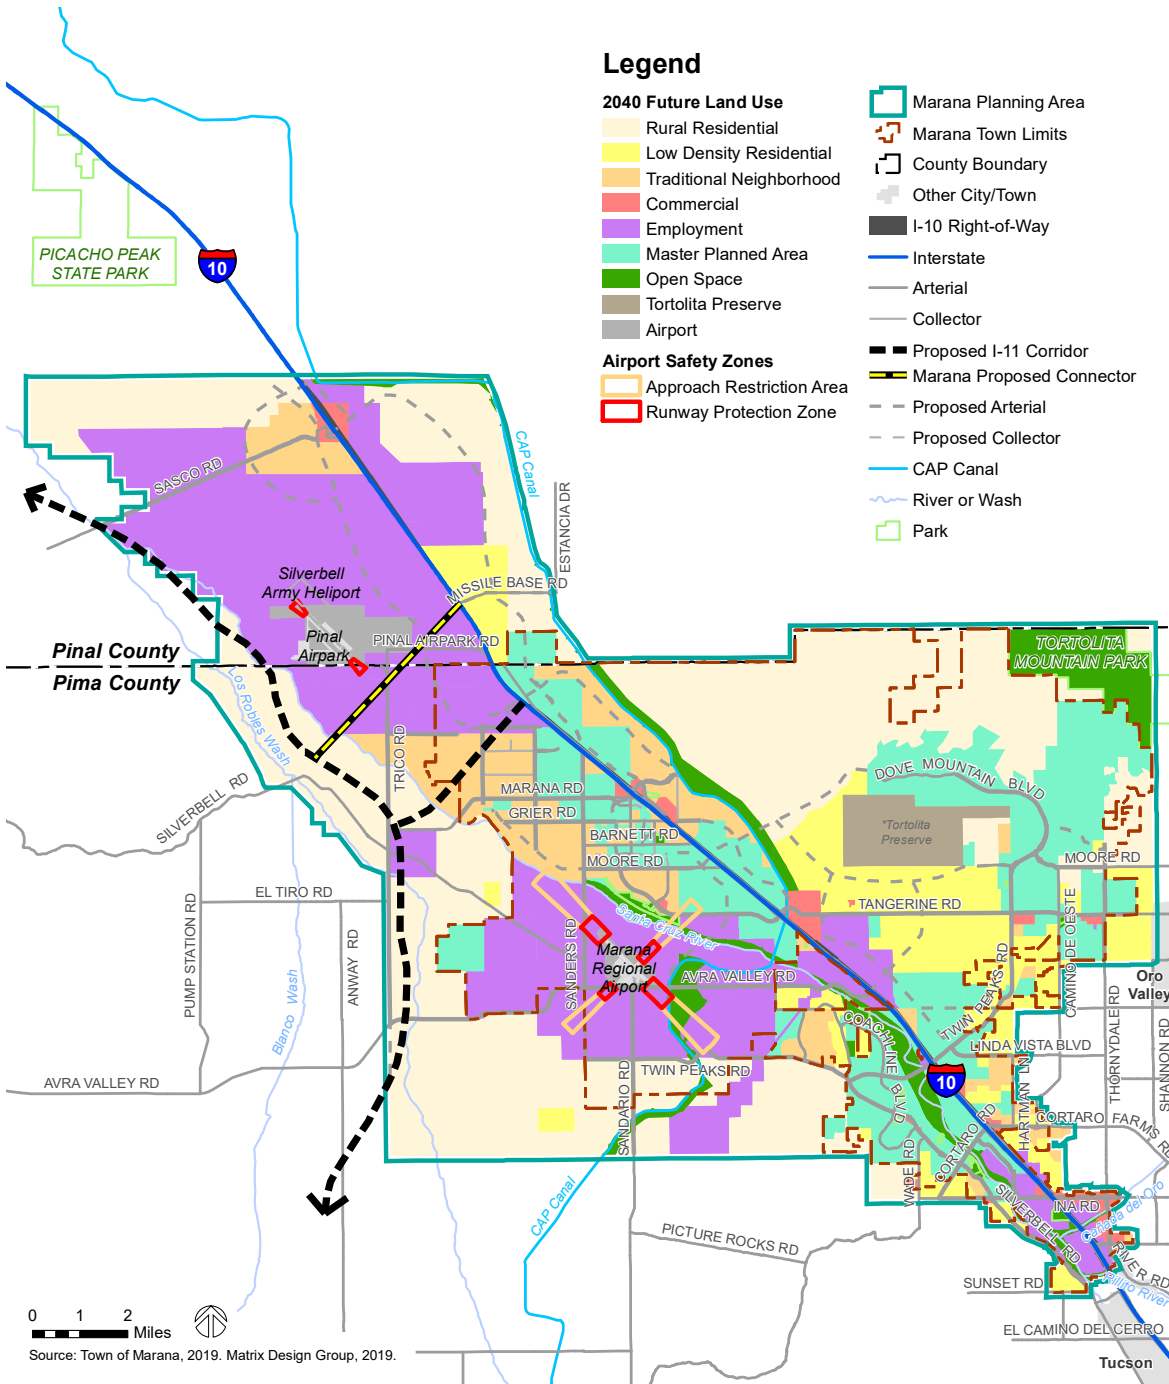 Legend
2040 Future Land Use
Rural Residential
Low Density Residential
Traditional Neighborhood
Commercial
Employment
Master Planned Area
Open Space
Tortolita Preserve
Airport
Airport Safety Zones
Approach Restriction Area
Runway Protection Zone
Marana Planning Area
Marana Town Limits
County Boundary
Other City/Town
I-10 Right-of-Way
Interstate
Arterial
Collector
Proposed I-11 Corridor
Marana Proposed Connector
Proposed Arterial
Proposed Collector
CAP Canal
River or Wash
Park
PICACHO PEAK
STATE PARK
10
SASCO RD
CAP Canal
ESTANCIA DR
MISSILE BASE RD
Silverbell
Army Heliport
Pinal
Airpark
PINAL AIRPARK RD
Pinal County
Pima County
TORTOLITA
MOUNTAIN PARK
Los Robles Wash
TRICO RD
SILVERBELL RD
MARANA RD
GRIER RD
BARNETT RD
MOORE RD
DOVE MOUNTAIN BLVD
*Tortolita
Preserve
MOORE RD
EL TIRO RD
PUMP STATION RD
ANWAY RD
Blanco Wash
AVRA VALLEY RD
TANGERINE RD
Santa Cruz River
SANDERS RD
Marana
Regional
Airport
AVRA VALLEY RD
CAMINO DE OESTE
Oro
Valley
TWIN PEAKS RD
COACHLINE BLVD
LINDA VISTA BLVD
THORNYDALE RD
SHANNON RD
TWIN PEAKS RD
SANDARIO RD
10
HARTMAN LN
CORTARO FARMS RD
CORTARO RD
WADE RD
SILVERBELL RD
INA RD
Cañada del Oro
RIVER RD
Rillito River
CAP Canal
PICTURE ROCKS RD
SUNSET RD
EL CAMINO DEL CERRO
Tucson
0 1 2
Miles
Source: Town of Marana, 2019. Matrix Design Group, 2019.